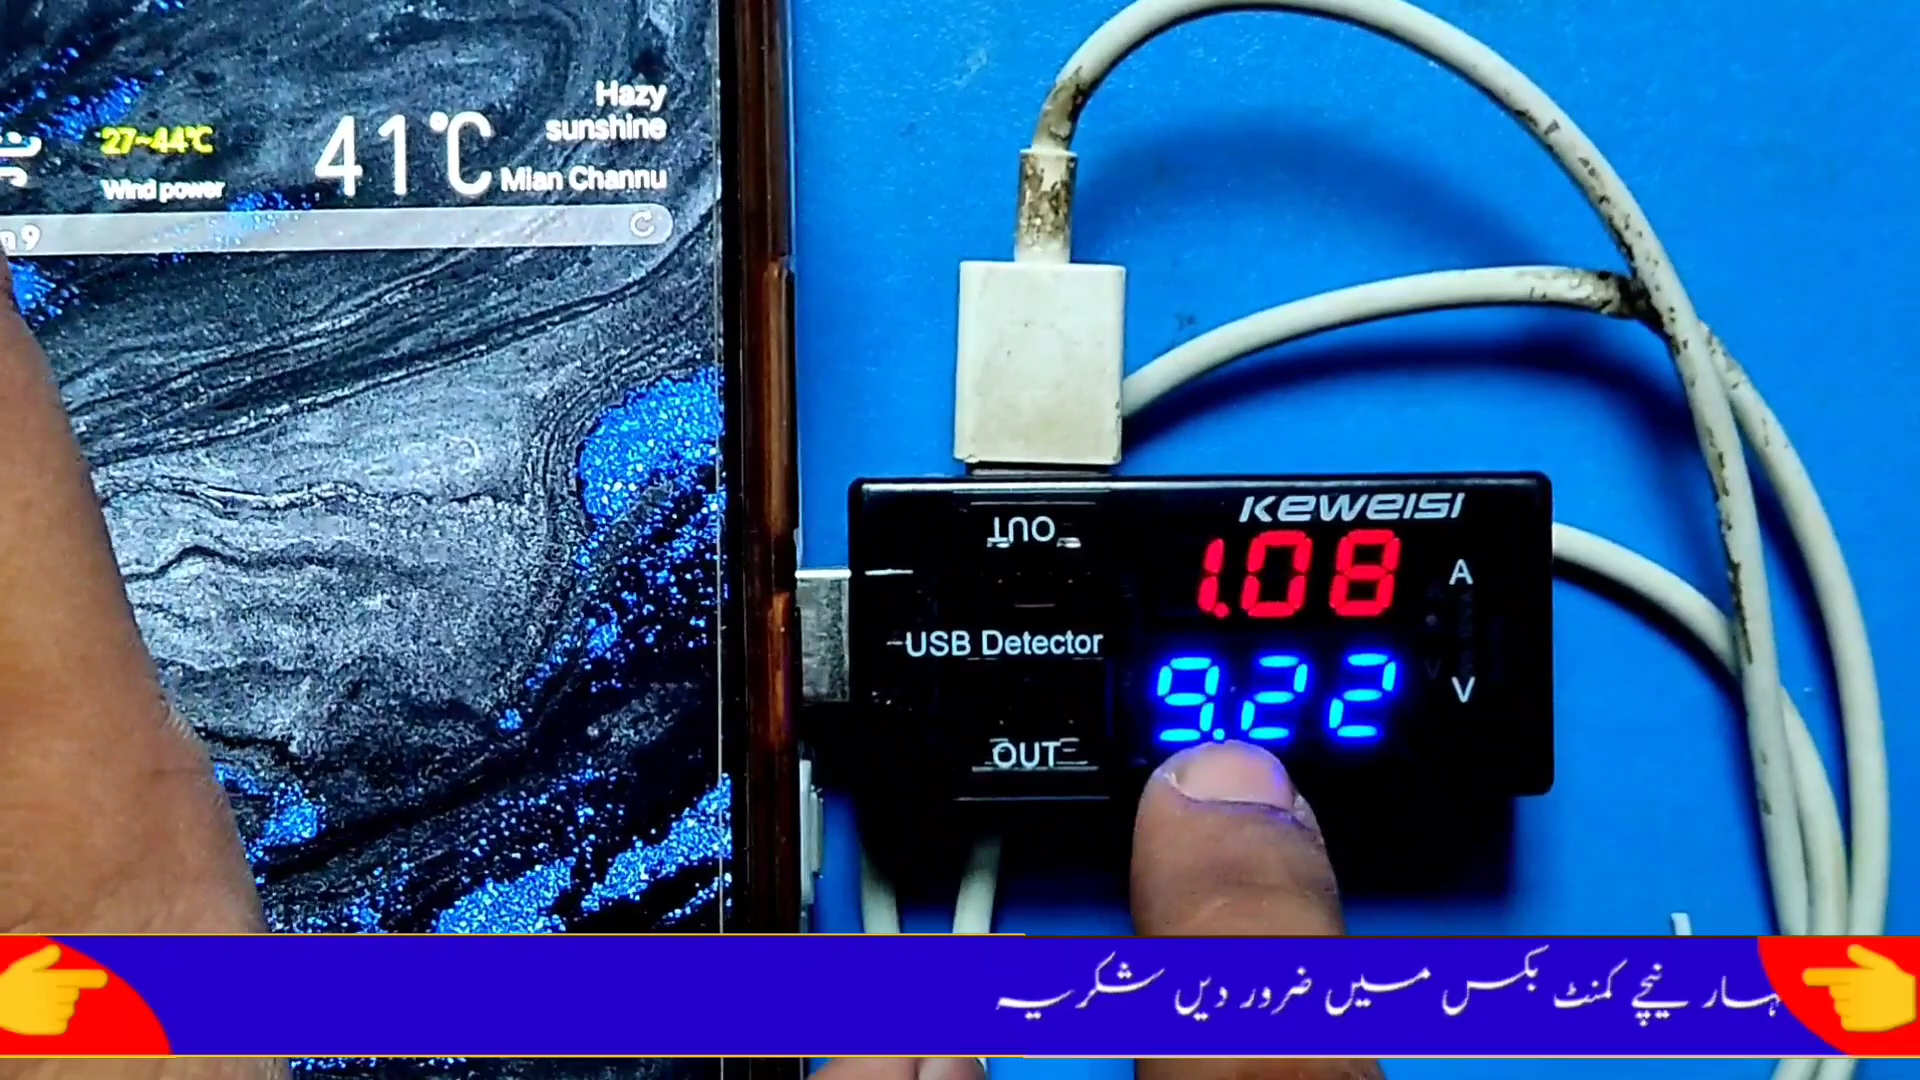 Hazy
sunshine
27~44℃
41℃
Mian Channu
Wind power
9
KEWEISI
OUT
1.08 A
USB Detector
9.22 V
OUT
نیچے کمنٹ بکس میں ضرور دیں شکریہ